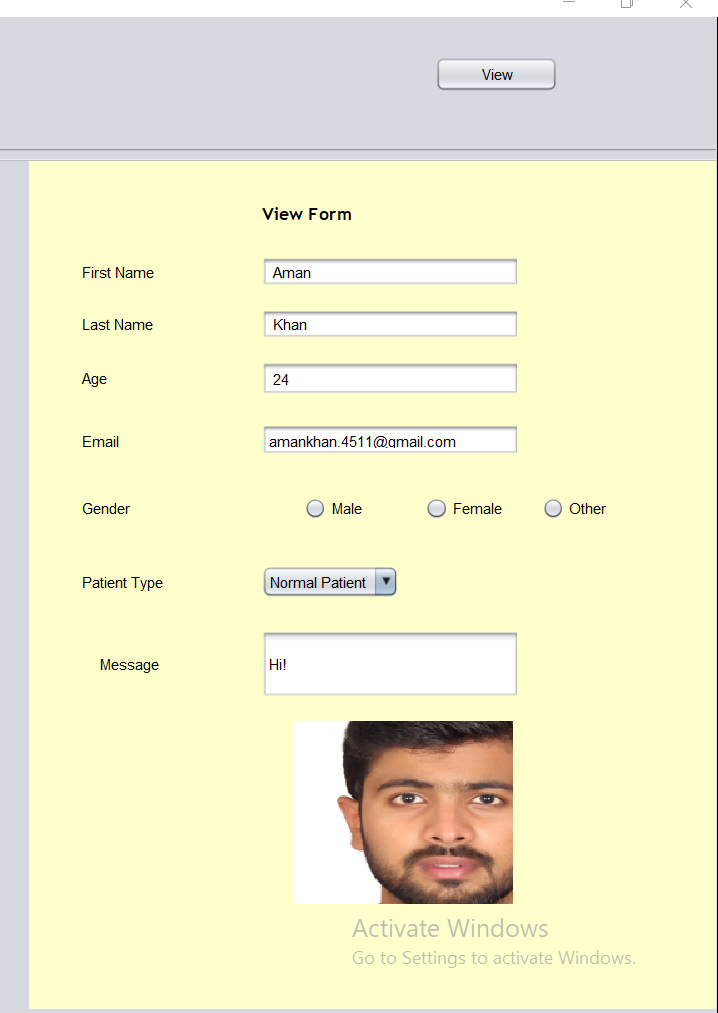 View
View Form
First Name Aman
Last Name Khan
Age 24
Email amankhan.4511@gmail.com
Gender Male Female Other
Patient Type Normal Patient
Message Hi!
Activate Windows
Go to Settings to activate Windows.